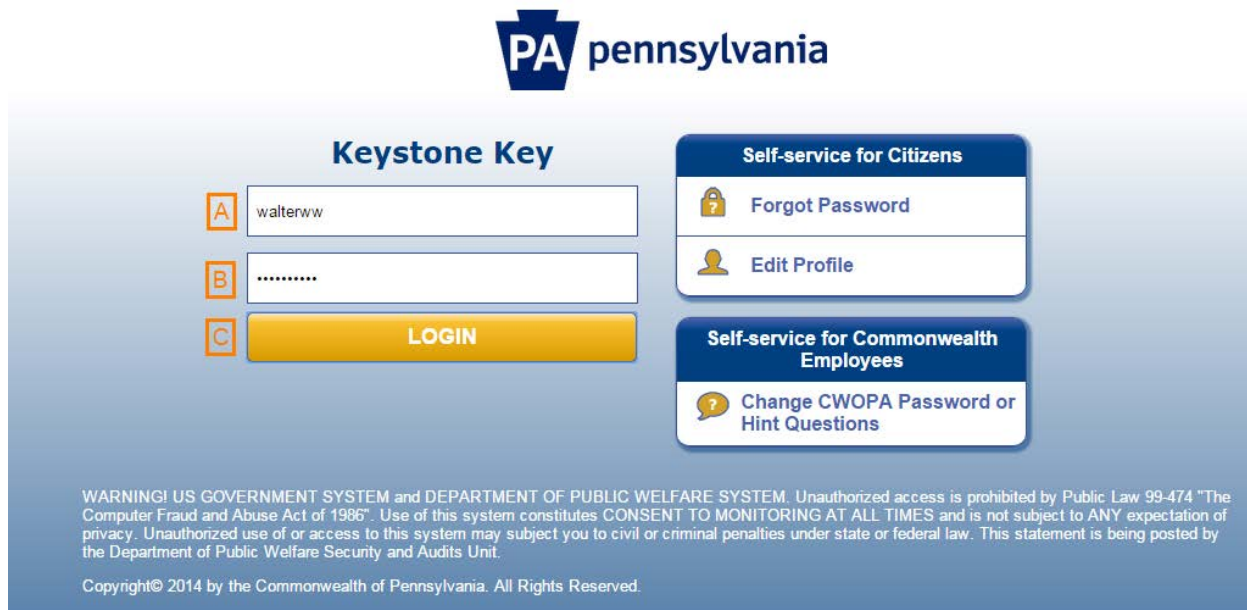 PA pennsylvania
Keystone Key
A
walterww
B
••••••••••
C
LOGIN
Self-service for Citizens
Forgot Password
Edit Profile
Self-service for Commonwealth
Employees
Change CWOPA Password or
Hint Questions
WARNING! US GOVERNMENT SYSTEM and DEPARTMENT OF PUBLIC WELFARE SYSTEM. Unauthorized access is prohibited by Public Law 99-474 "The
Computer Fraud and Abuse Act of 1986". Use of this system constitutes CONSENT TO MONITORING AT ALL TIMES and is not subject to ANY expectation of
privacy. Unauthorized use of or access to this system may subject you to civil or criminal penalties under state or federal law. This statement is being posted by
the Department of Public Welfare Security and Audits Unit.
Copyright© 2014 by the Commonwealth of Pennsylvania. All Rights Reserved.